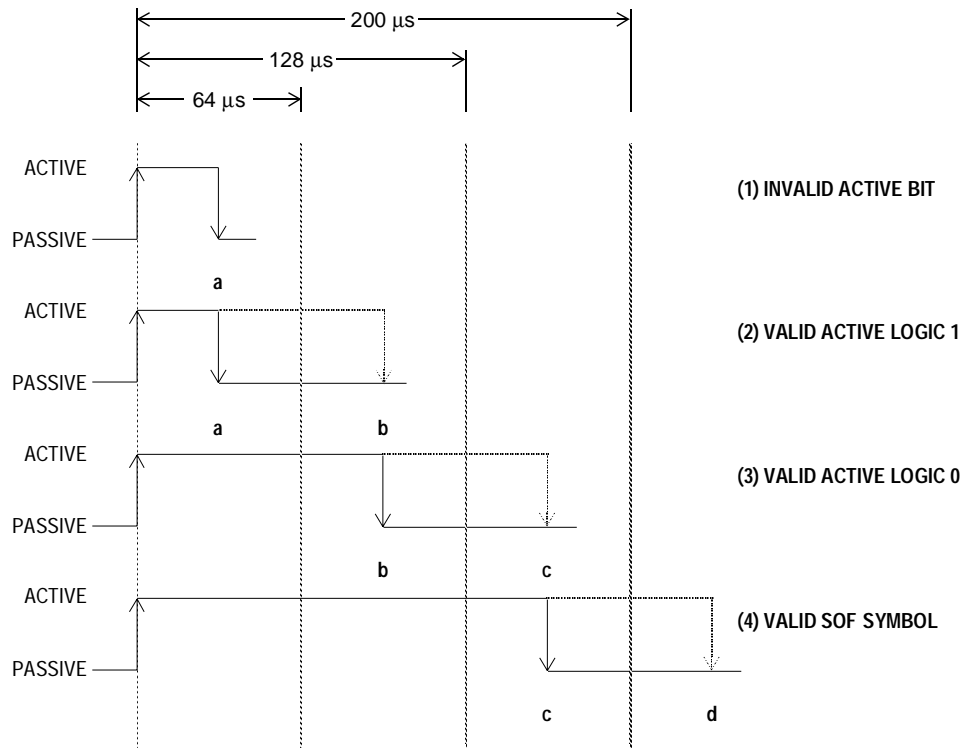 200 μs
128 μs
64 μs
ACTIVE
(1) INVALID ACTIVE BIT
PASSIVE
a
ACTIVE
(2) VALID ACTIVE LOGIC 1
PASSIVE
a b
ACTIVE
(3) VALID ACTIVE LOGIC 0
PASSIVE
b c
ACTIVE
(4) VALID SOF SYMBOL
PASSIVE
c d